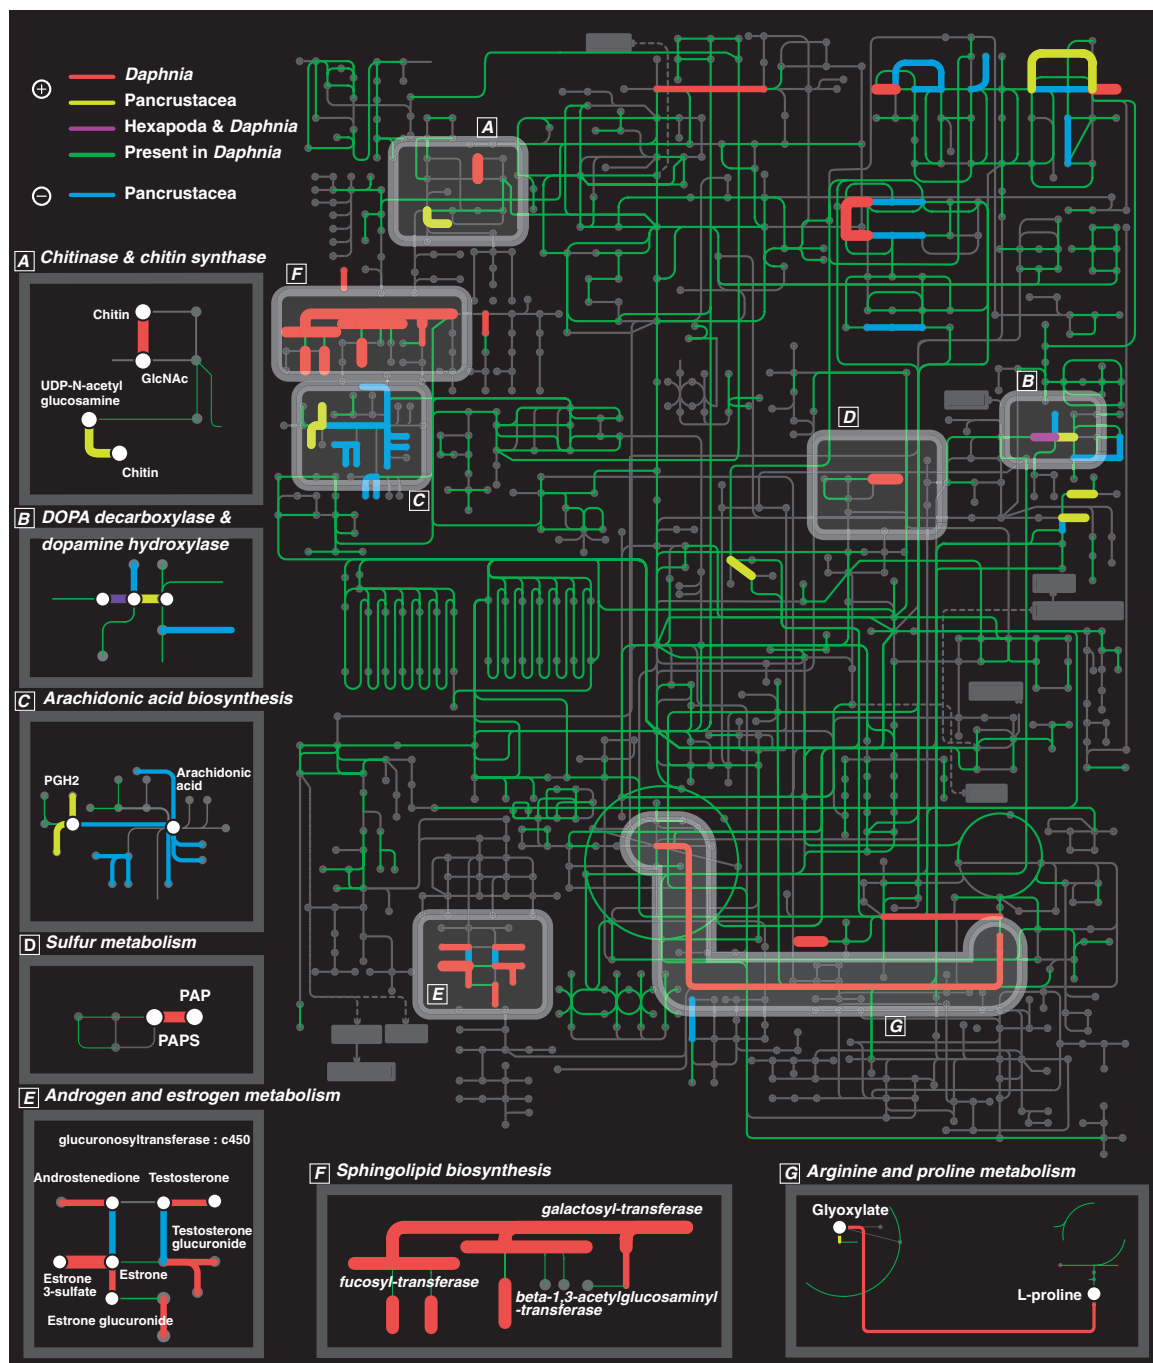 +
Daphnia
Pancrustacea
Hexapoda & Daphnia
Present in Daphnia
−
Pancrustacea
A Chitinase & chitin synthase
Chitin
GlcNAc
UDP-N-acetyl
glucosamine
Chitin
B DOPA decarboxylase &
dopamine hydroxylase
C Arachidonic acid biosynthesis
PGH2
Arachidonic
acid
D Sulfur metabolism
PAP
PAPS
E Androgen and estrogen metabolism
glucuronosyltransferase : c450
Androstenedione Testosterone
Testosterone
glucuronide
Estrone
3-sulfate
Estrone
Estrone glucuronide
A
F
B
D
C
E
G
F Sphingolipid biosynthesis
galactosyl-transferase
fucosyl-transferase
beta-1,3-acetylglucosaminyl
-transferase
G Arginine and proline metabolism
Glyoxylate
L-proline